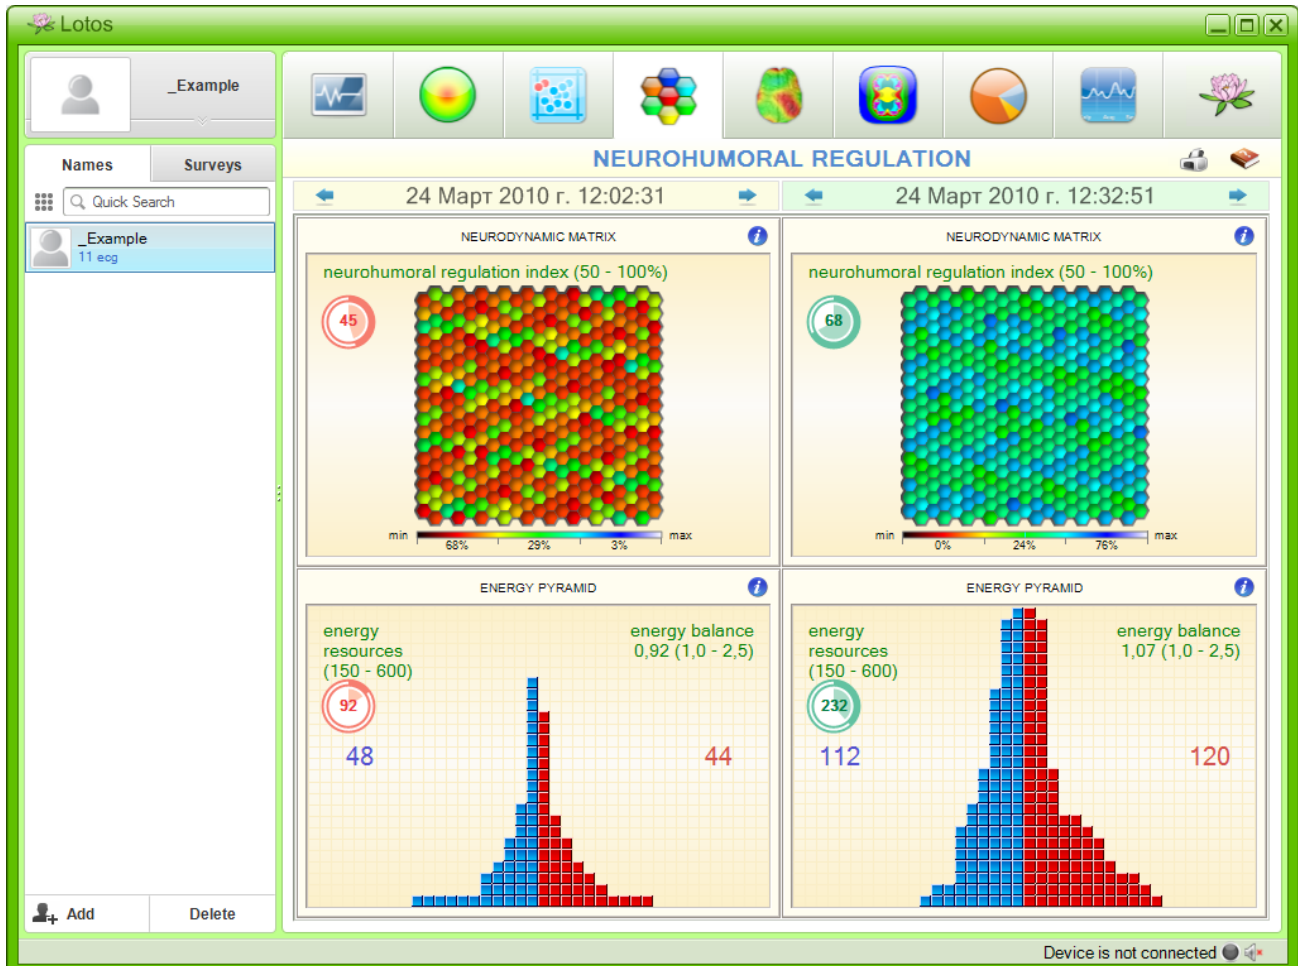 Lotos
_Example
Names
Surveys
Quick Search
_Example
11 ecg
Add
Delete
NEUROHUMORAL REGULATION
24 Март 2010 г. 12:02:31
24 Март 2010 г. 12:32:51
NEURODYNAMIC MATRIX
neurohumoral regulation index (50 - 100%)
45
min
max
68%
29%
3%
NEURODYNAMIC MATRIX
neurohumoral regulation index (50 - 100%)
68
min
max
0%
24%
76%
ENERGY PYRAMID
energy
resources
(150 - 600)
energy balance
0,92 (1,0 - 2,5)
92
48
44
ENERGY PYRAMID
energy
resources
(150 - 600)
energy balance
1,07 (1,0 - 2,5)
232
112
120
Device is not connected